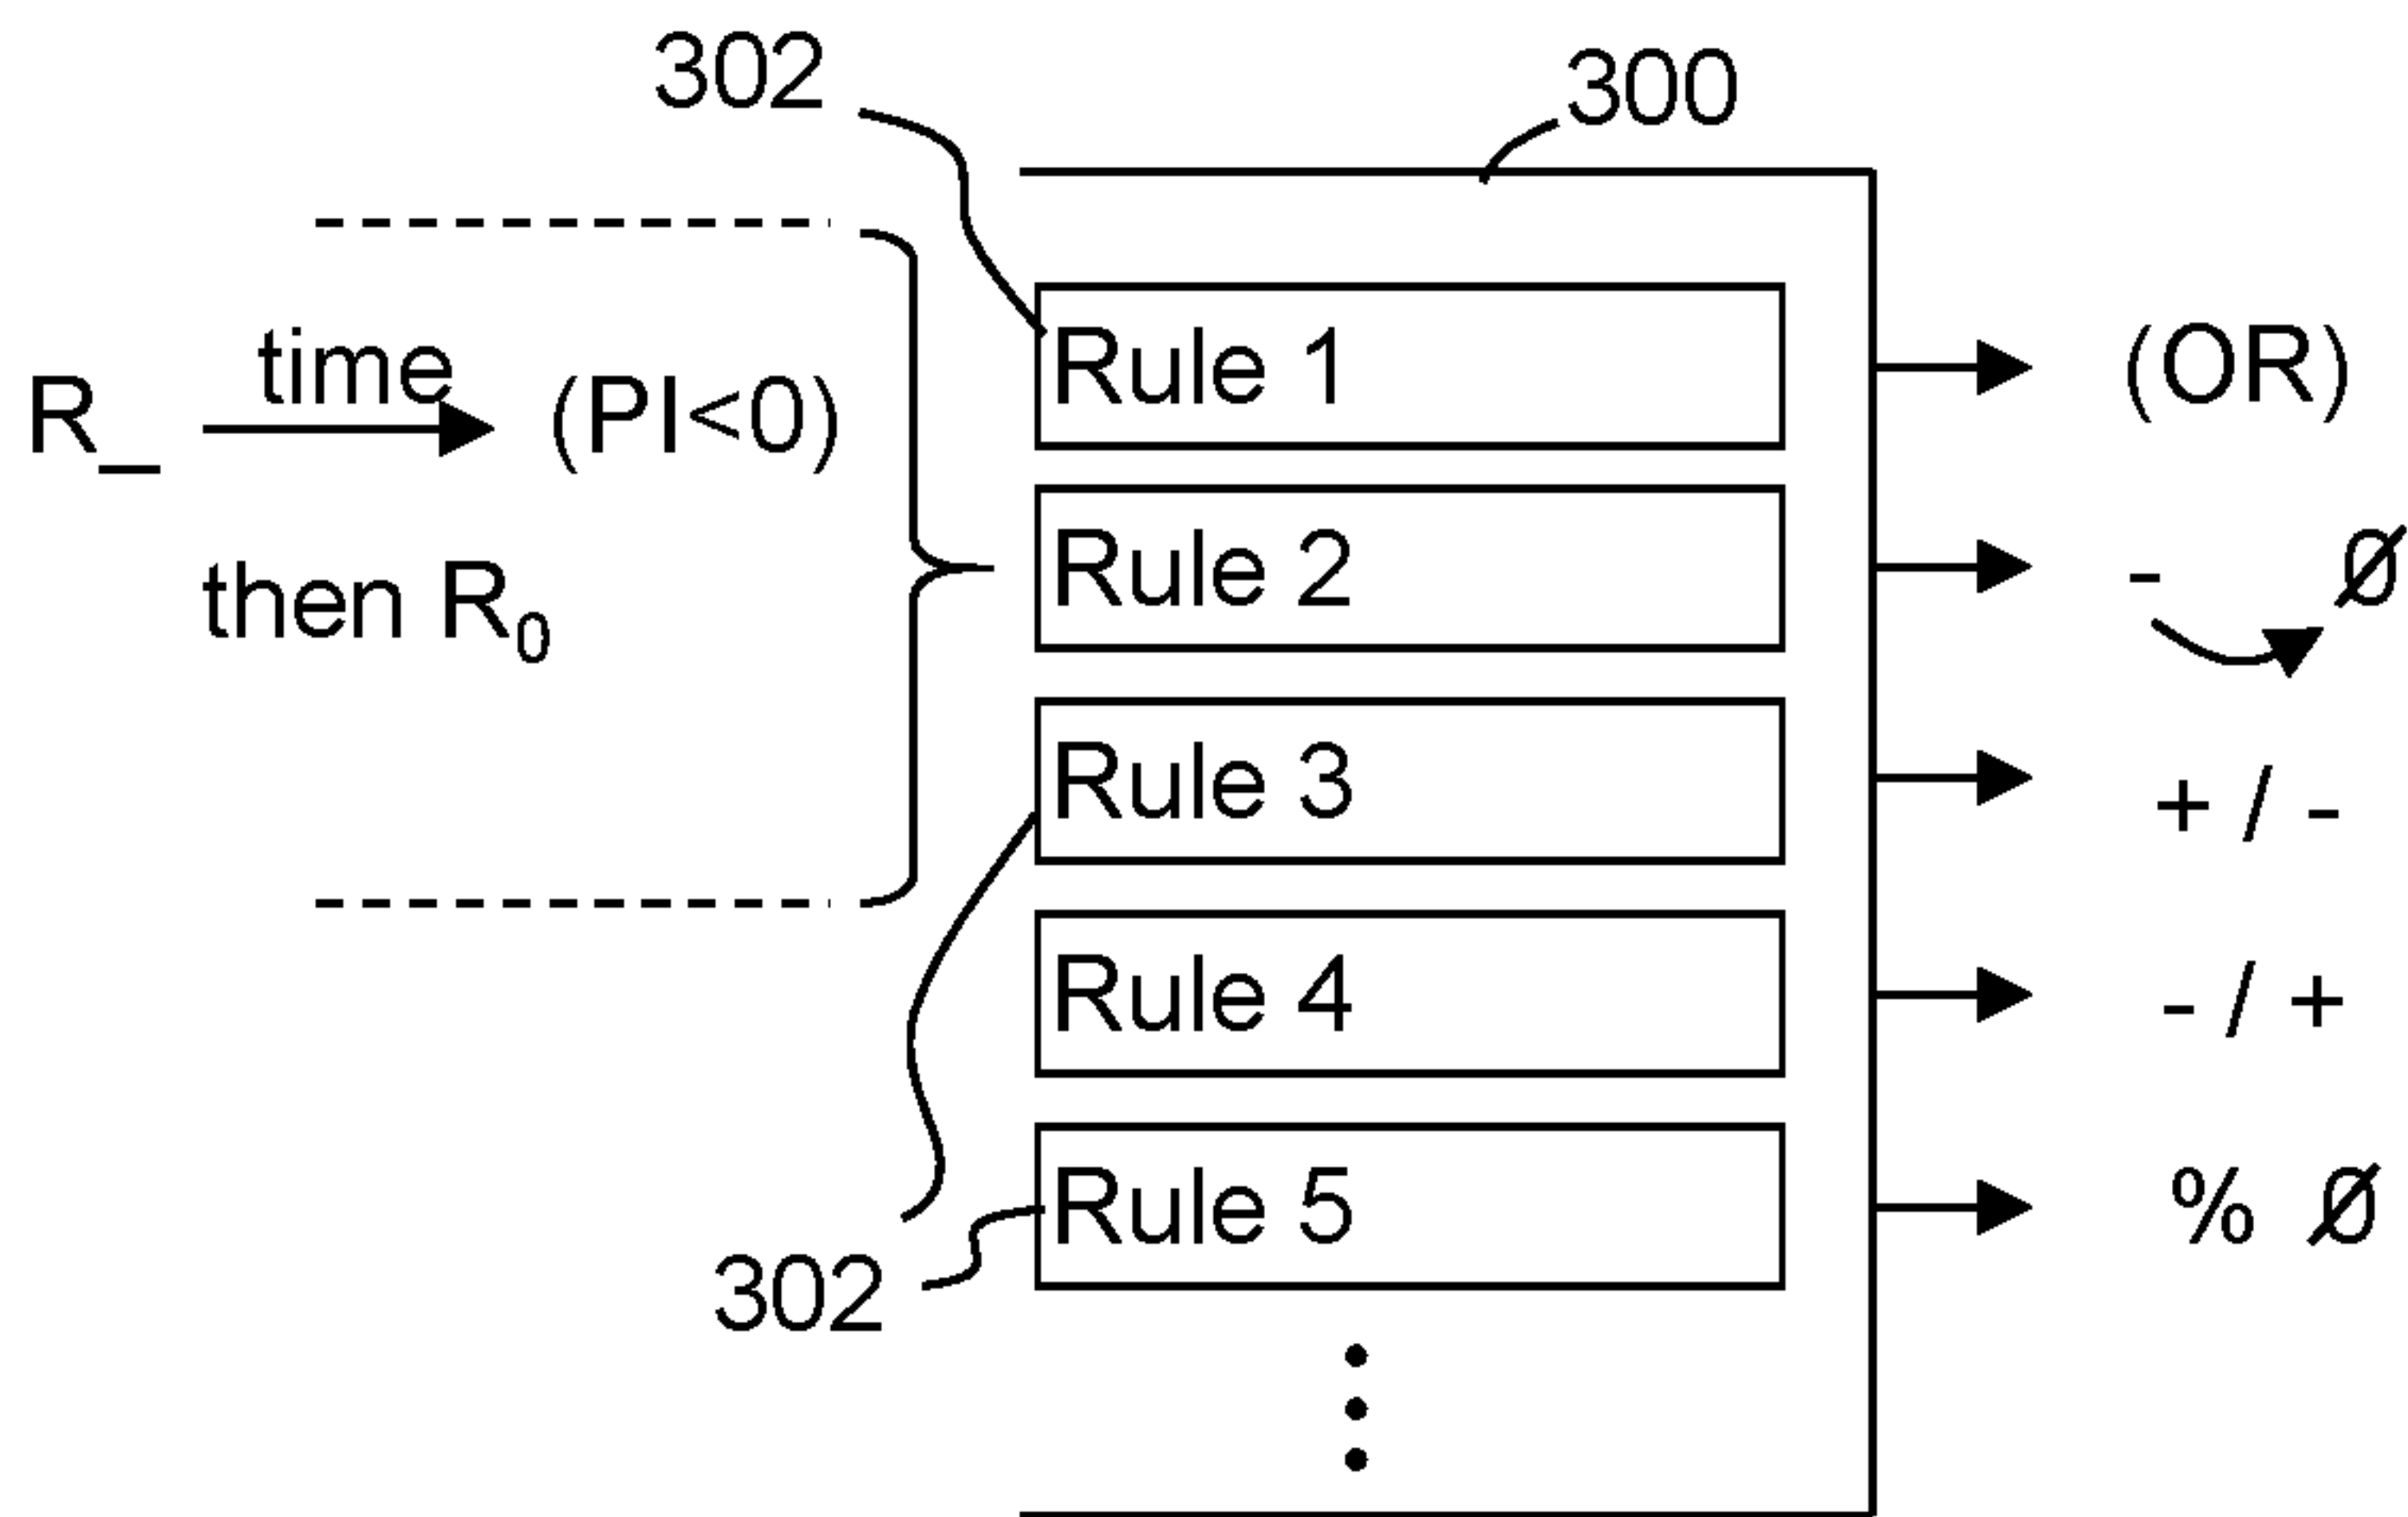 302
300
time
R_ (PI<0)
then R₀
Rule 1 (OR)
Rule 2 - Ø
Rule 3 + / -
Rule 4 - / +
Rule 5 % Ø
302